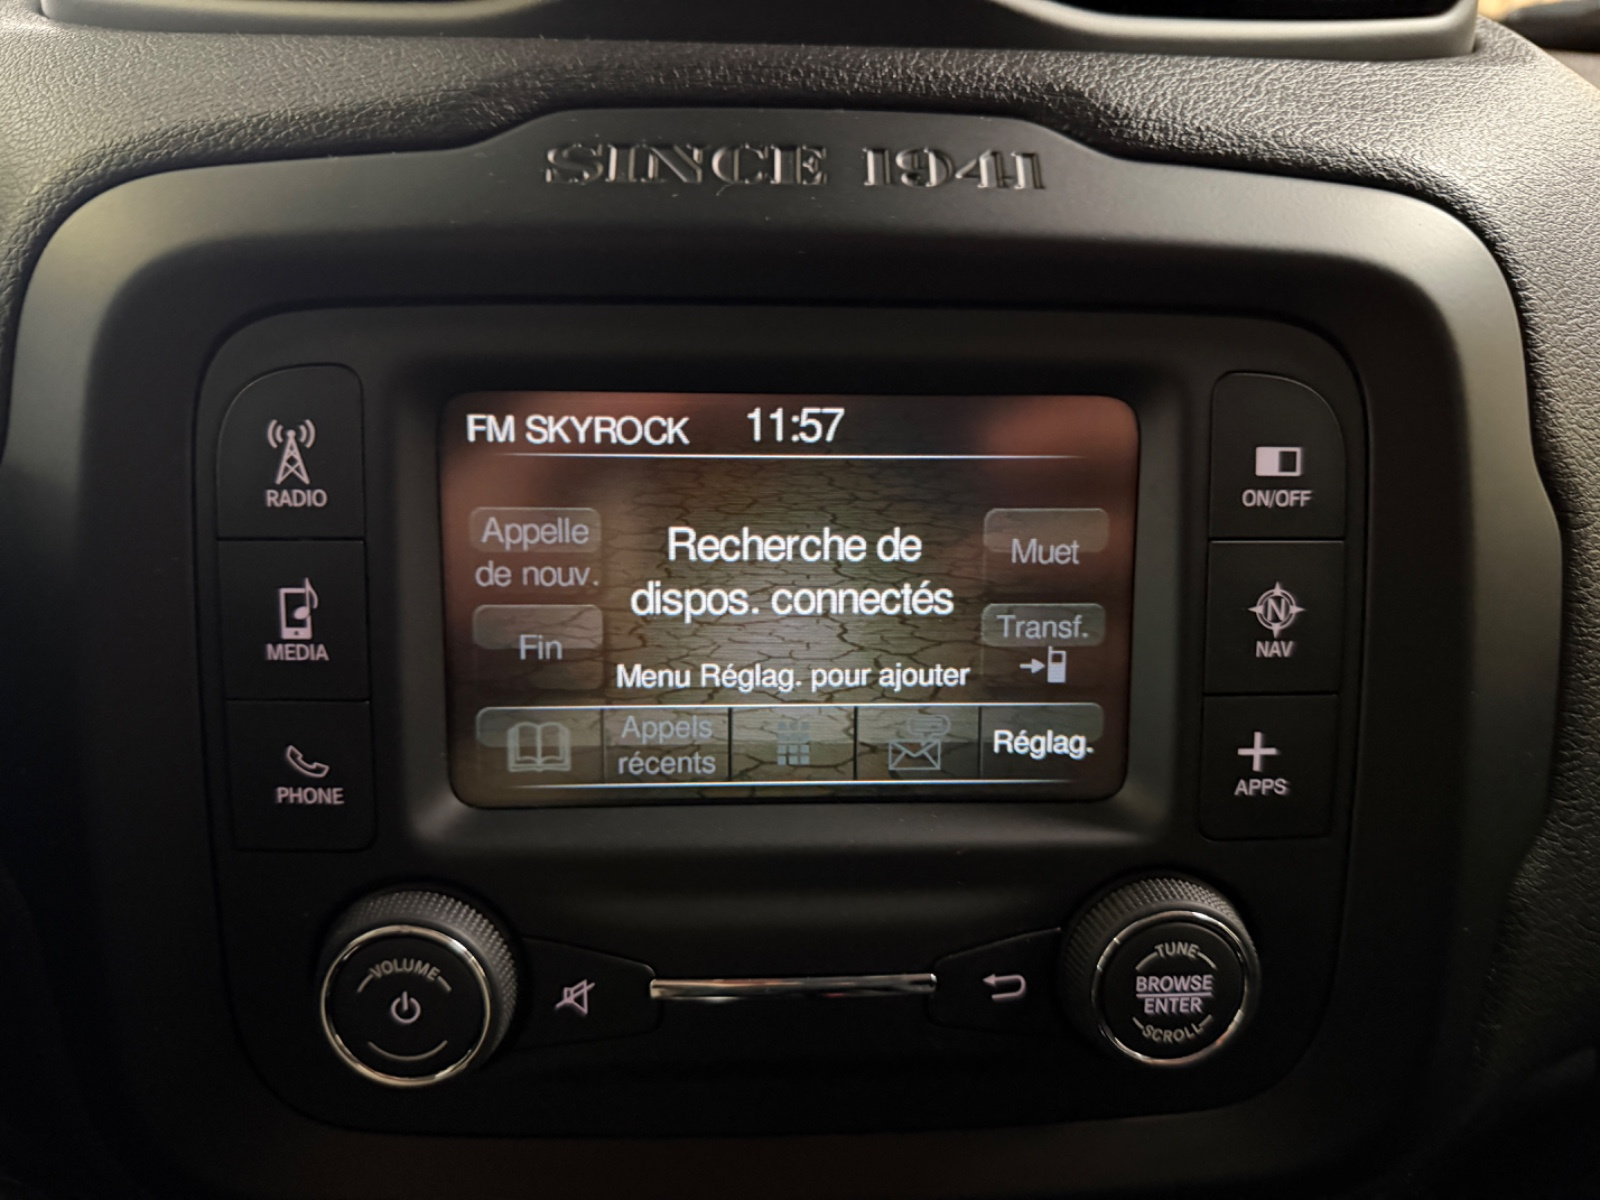 SINCE 1941
FM SKYROCK 11:57
RADIO
MEDIA
PHONE
Appelle
de nouv.
Fin
Recherche de
dispos. connectés
Menu Réglag. pour ajouter
Muet
Transf.
Appels
récents
Réglag.
ON/OFF
N
NAV
APPS
VOLUME
TUNE
BROWSE
ENTER
SCROLL